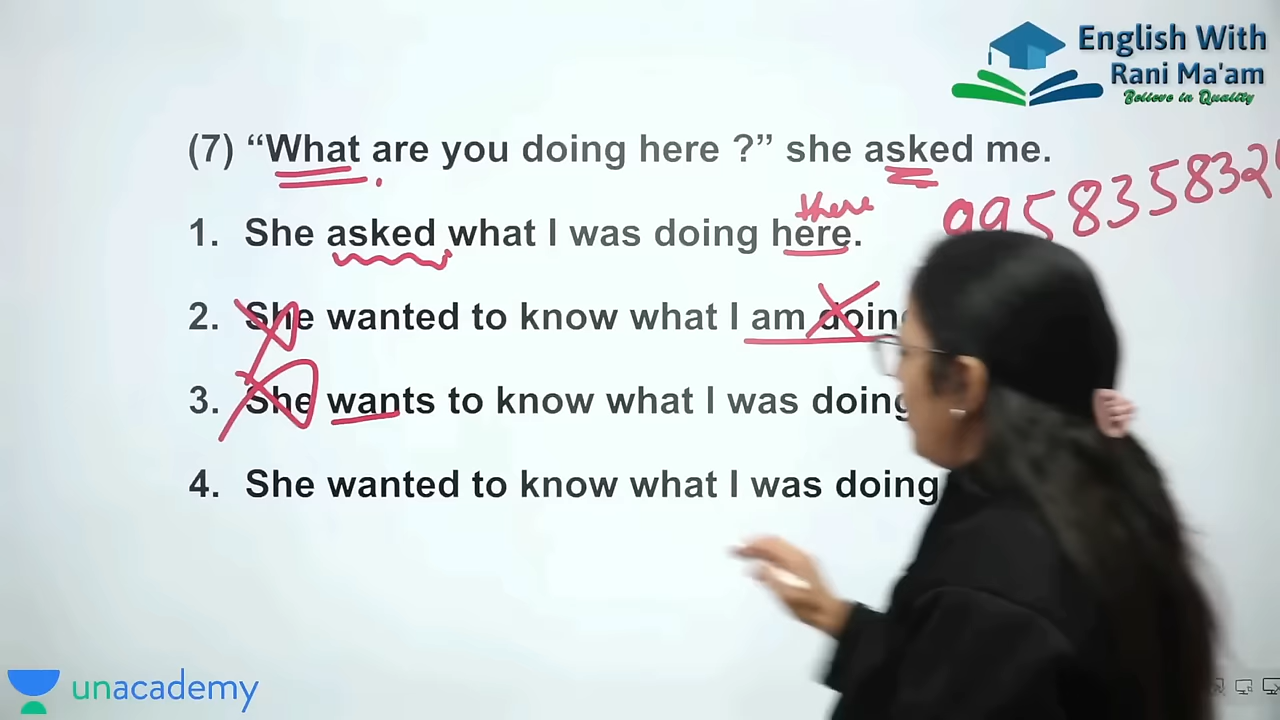 English With
Rani Ma'am
Believe in Quality
(7) “What are you doing here ?” she asked me.
995835832
there
1. She asked what I was doing here.
2. She wanted to know what I am
3. She wants to know what I was doing
4. She wanted to know what I was doing
unacademy